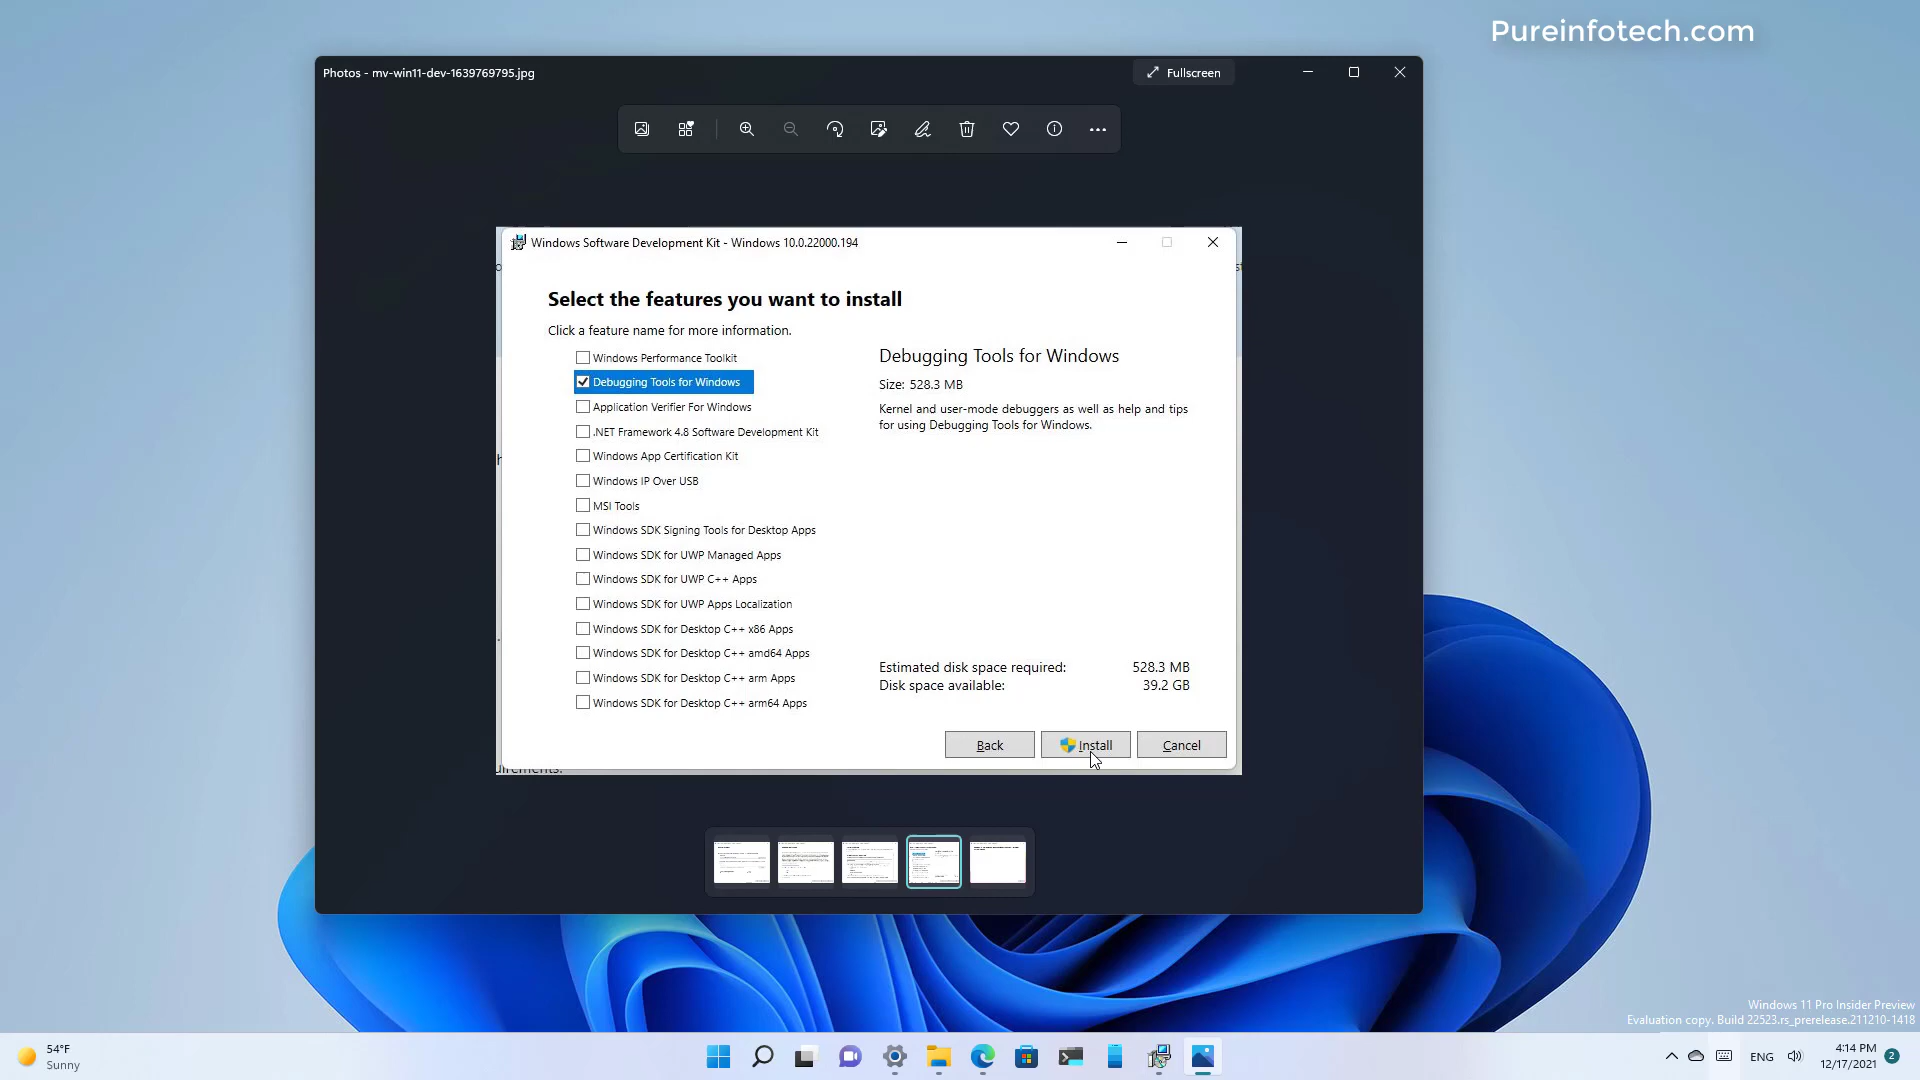 Pureinfotech.com
Photos - mv-win11-dev-1639769795.jpg
Fullscreen
Windows Software Development Kit - Windows 10.0.22000.194
Select the features you want to install
Click a feature name for more information.
Windows Performance Toolkit
Debugging Tools for Windows
Application Verifier For Windows
.NET Framework 4.8 Software Development Kit
Windows App Certification Kit
Windows IP Over USB
MSI Tools
Windows SDK Signing Tools for Desktop Apps
Windows SDK for UWP Managed Apps
Windows SDK for UWP C++ Apps
Windows SDK for UWP Apps Localization
Windows SDK for Desktop C++ x86 Apps
Windows SDK for Desktop C++ amd64 Apps
Windows SDK for Desktop C++ arm Apps
Windows SDK for Desktop C++ arm64 Apps
Debugging Tools for Windows
Size: 528.3 MB
Kernel and user-mode debuggers as well as help and tips
for using Debugging Tools for Windows.
Estimated disk space required: 528.3 MB
Disk space available: 39.2 GB
Back
Install
Cancel
Windows 11 Pro Insider Preview
Evaluation copy. Build 22523.rs_prerelease.211210-1418
54°F
Sunny
ENG
4:14 PM
12/17/2021
2